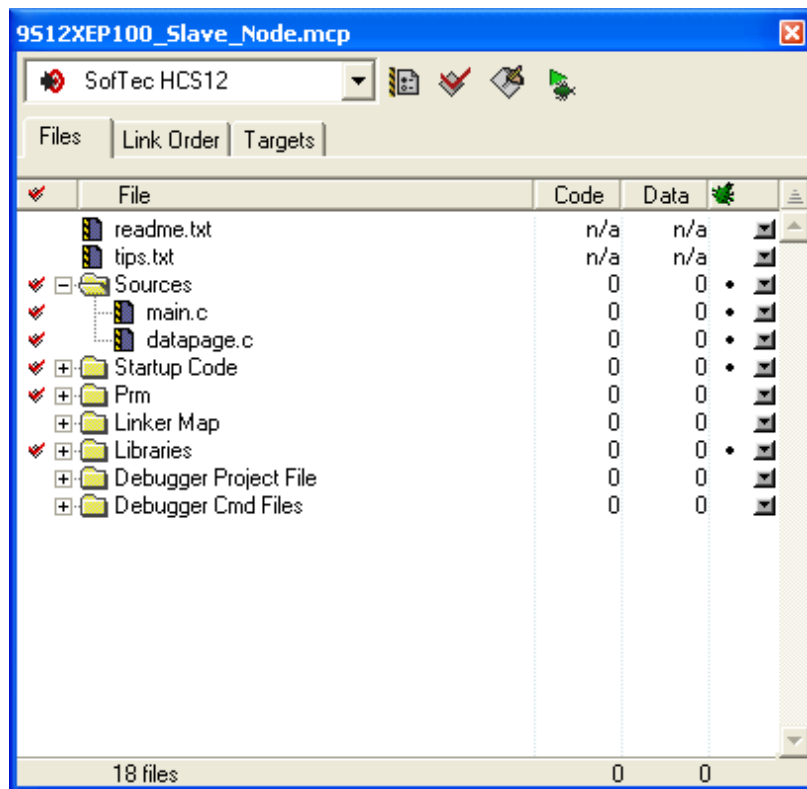 9S12XEP100_Slave_Node.mcp
SofTec HCS12
Files Link Order Targets
File Code Data
readme.txt n/a n/a
tips.txt n/a n/a
Sources 0 0
main.c 0 0
datapage.c 0 0
Startup Code 0 0
Prm 0 0
Linker Map 0 0
Libraries 0 0
Debugger Project File 0 0
Debugger Cmd Files 0 0
18 files 0 0